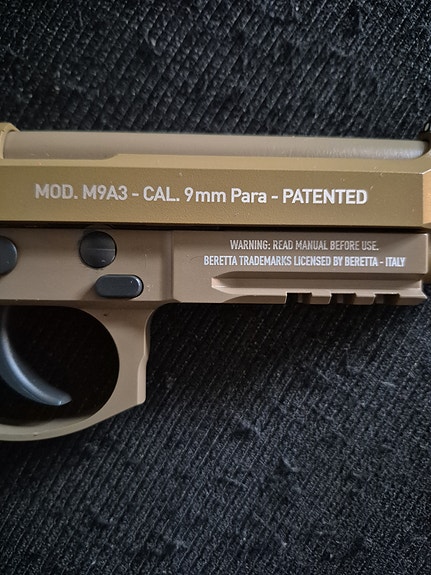 MOD. M9A3 - CAL. 9mm Para - PATENTED
WARNING: READ MANUAL BEFORE USE.
BERETTA TRADEMARKS LICENSED BY BERETTA - ITALY